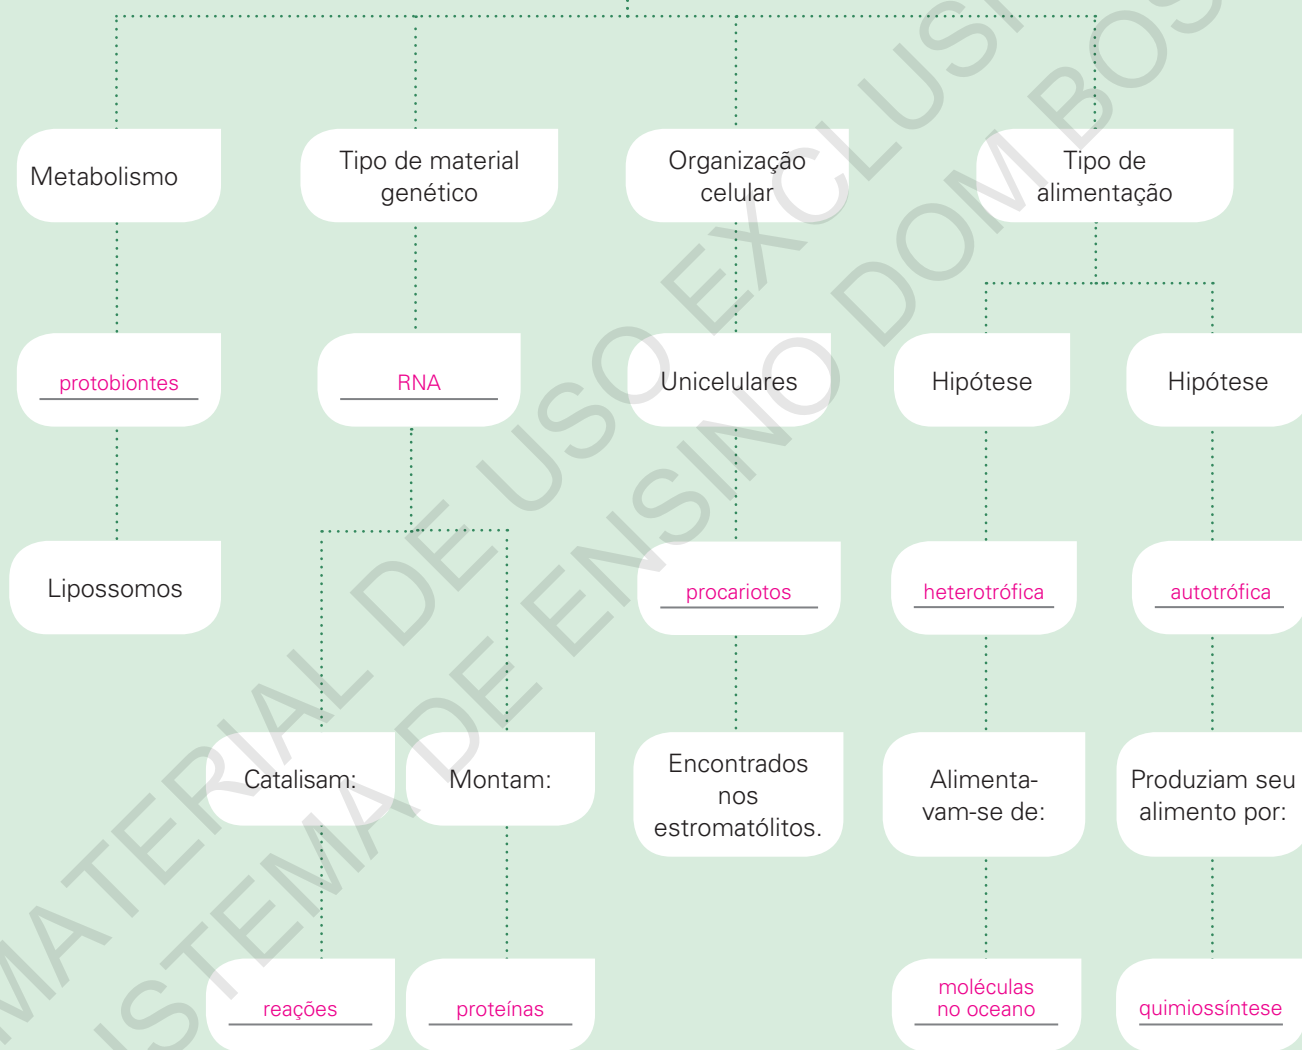 Metabolismo
Tipo de material
genético
Organização
celular
Tipo de
alimentação
protobiontes
RNA
Unicelulares
Hipótese
Hipótese
Lipossomos
procariotos
heterotrófica
autotrófica
Catalisam:
Montam:
Encontrados
nos
estromatólitos.
Alimenta-
vam-se de:
Produziam seu
alimento por:
reações
proteínas
moléculas
no oceano
quimiossíntese
MATERIAL DE USO EXCLUSI
SISTEMA DE ENSINO DOM BOS